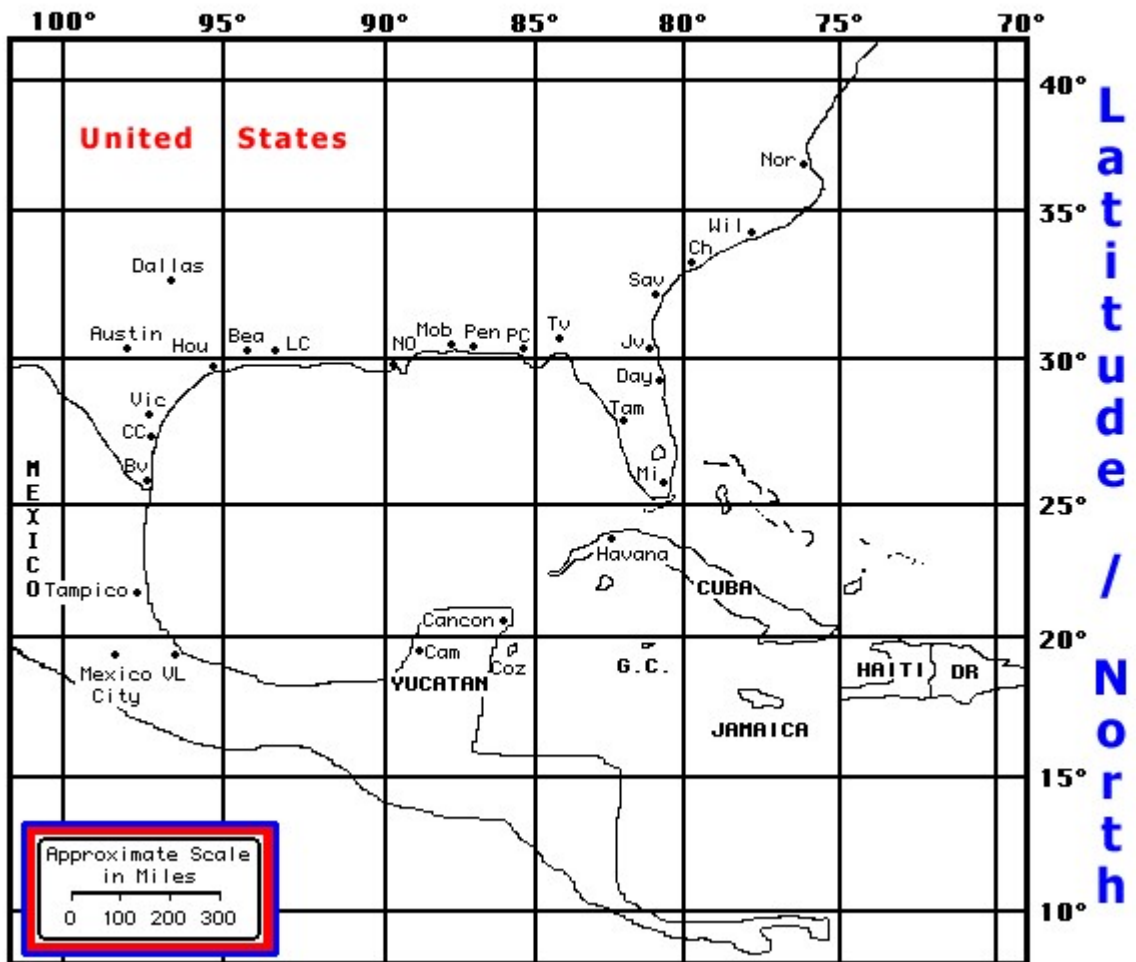 100° 95° 90° 85° 80° 75° 70°
40°
United States
Nor
35°
Wil
Ch
Dallas
Sav
Austin
Hou
Bea
LC
NO
Mob
Pen
PC
Tv
Jv
30°
Day
Vic
Tam
CC
Bv
Mi
MEXICO
25°
Havana
Tampico
CUBA
Cancon
20°
Cam
Coz
G.C.
HAITI
DR
Mexico
City
VL
YUCATAN
JAMAICA
15°
Approximate Scale
in Miles
0 100 200 300
10°
Latitude / North